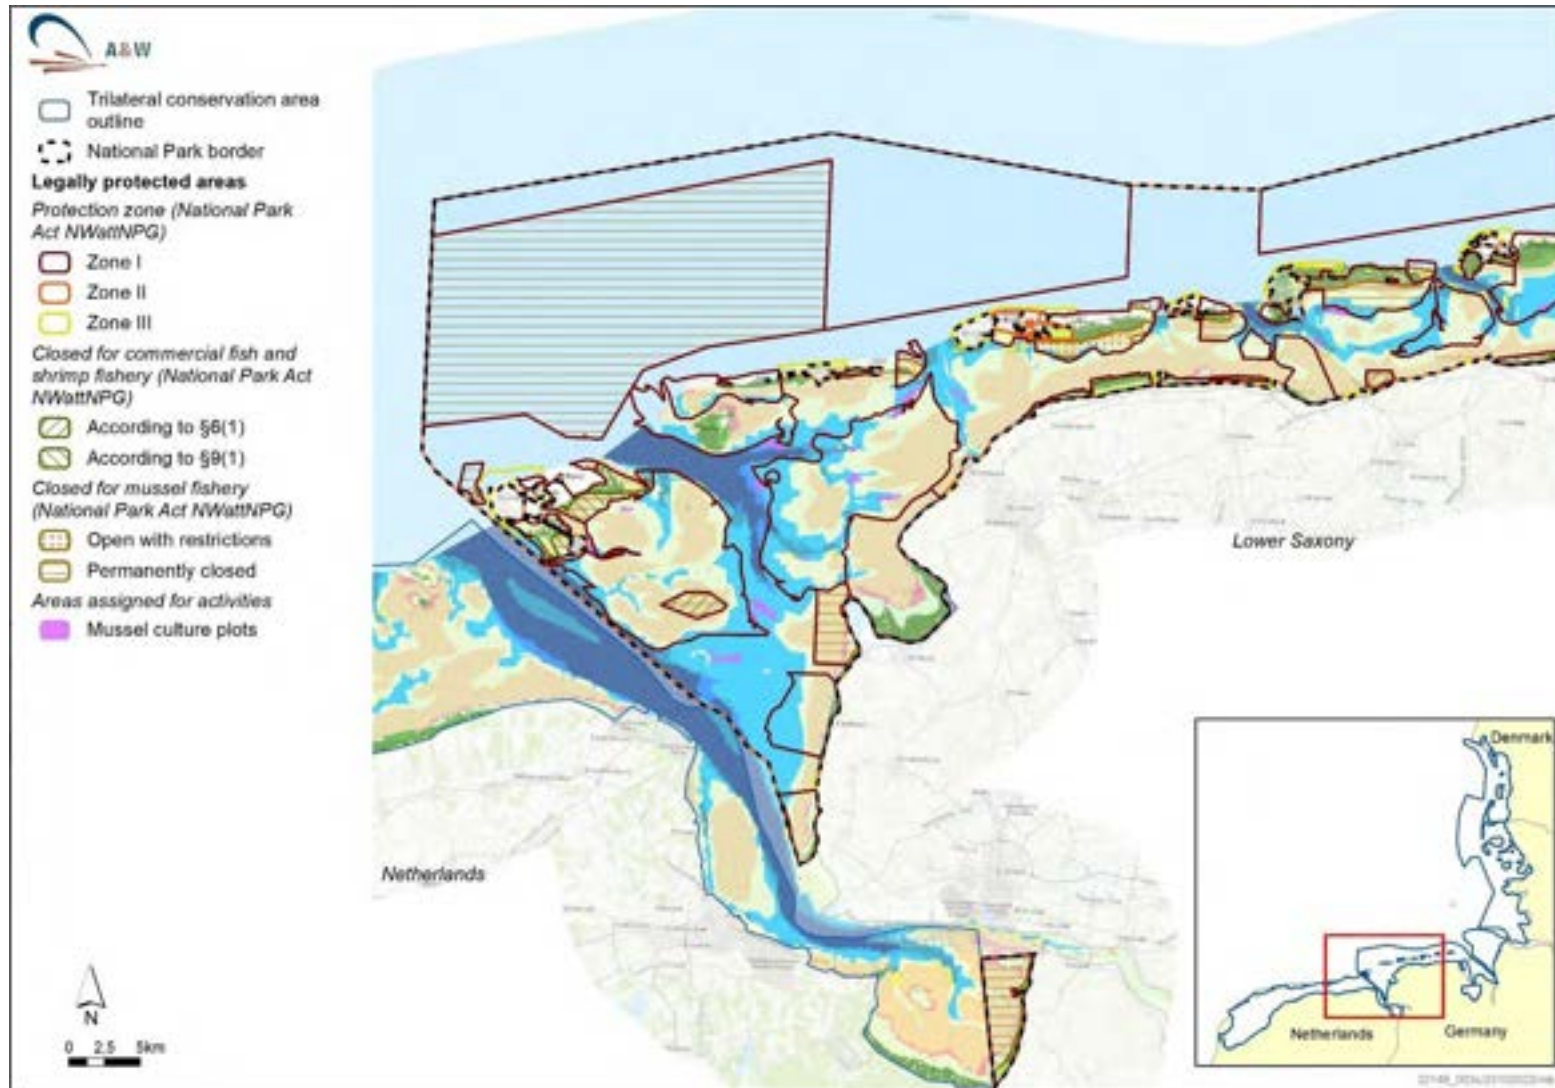 A&W
Trilateral conservation area
outline
National Park border
Legally protected areas
Protection zone (National Park
Act NWattNPG)
Zone I
Zone II
Zone III
Closed for commercial fish and
shrimp fishery (National Park Act
NWattNPG)
According to §6(1)
According to §9(1)
Closed for mussel fishery
(National Park Act NWattNPG)
Open with restrictions
Permanently closed
Areas assigned for activities
Mussel culture plots
Lower Saxony
Netherlands
N
0 2.5 5km
Denmark
Netherlands
Germany